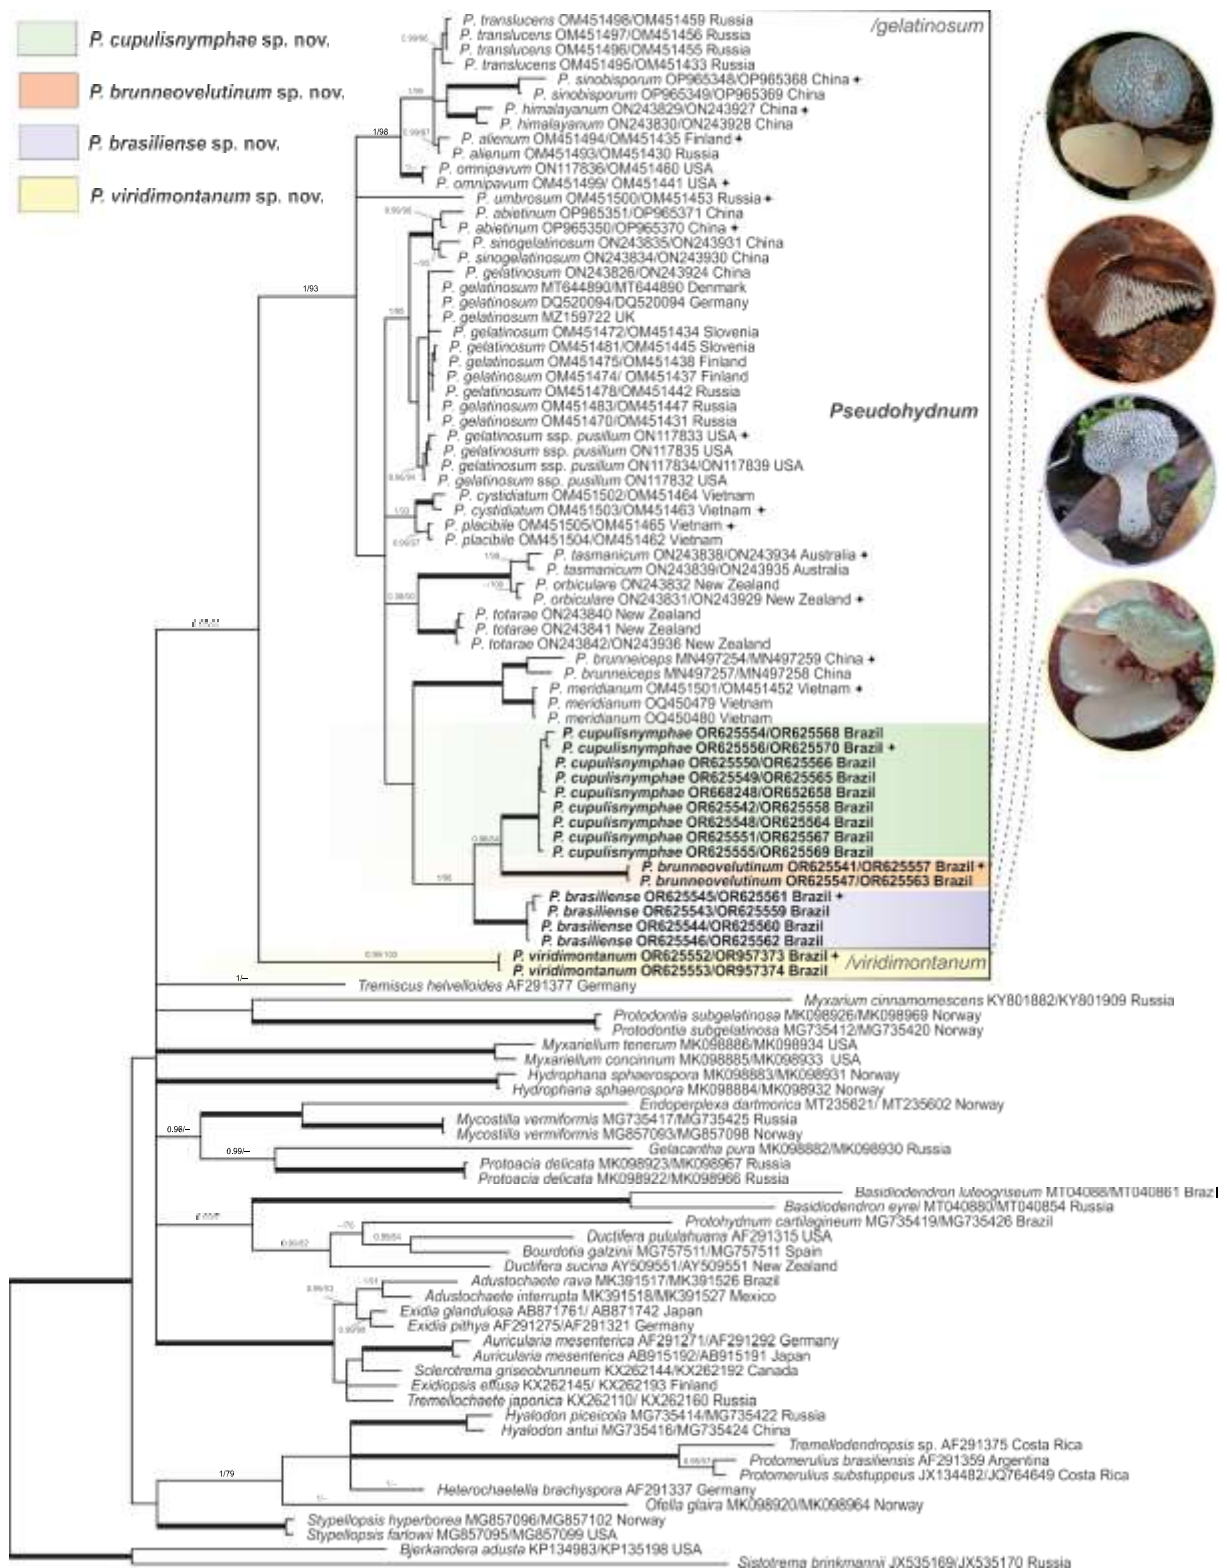 P. cupulisnymphae sp. nov.
P. brunneovelutinum sp. nov.
P. brasiliense sp. nov.
P. viridimontanum sp. nov.
/gelatinosum
Pseudohydnum
P. translucens OM451498/OM451459 Russia
P. translucens OM451497/OM451456 Russia
P. translucens OM451496/OM451455 Russia
P. translucens OM451495/OM451433 Russia
P. sinobisporum OP965348/OP965368 China ✦
P. sinobisporum OP965349/OP965369 China
P. himalayanum ON243829/ON243927 China ✦
P. himalayanum ON243830/ON243928 China
1/98
P. alienum OM451494/OM451435 Finland ✦
P. alienum OM451493/OM451430 Russia
P. omnipavum ON117836/OM451460 USA
P. omnipavum OM451499/ OM451441 USA ✦
P. umbrosum OM451500/OM451453 Russia ✦
P. abietinum OP965351/OP965371 China
P. abietinum OP965350/OP965370 China ✦
P. sinogelatinosum ON243835/ON243931 China
P. sinogelatinosum ON243834/ON243930 China
P. gelatinosum ON243826/ON243924 China
1/93
P. gelatinosum MT644890/MT644890 Denmark
P. gelatinosum DQ520094/DQ520094 Germany
P. gelatinosum MZ159722 UK
P. gelatinosum OM451472/OM451434 Slovenia
P. gelatinosum OM451481/OM451445 Slovenia
P. gelatinosum OM451475/OM451438 Finland
P. gelatinosum OM451474/ OM451437 Finland
P. gelatinosum OM451478/OM451442 Russia
P. gelatinosum OM451483/OM451447 Russia
P. gelatinosum OM451470/OM451431 Russia
P. gelatinosum ssp. pusillum ON117833 USA ✦
P. gelatinosum ssp. pusillum ON117835 USA
P. gelatinosum ssp. pusillum ON117834/ON117839 USA
P. gelatinosum ssp. pusillum ON117832 USA
P. cystidiatum OM451502/OM451464 Vietnam
P. cystidiatum OM451503/OM451463 Vietnam ✦
P. placibile OM451505/OM451465 Vietnam ✦
P. placibile OM451504/OM451462 Vietnam
P. tasmanicum ON243838/ON243934 Australia ✦
P. tasmanicum ON243839/ON243935 Australia
P. orbiculare ON243832 New Zealand
P. orbiculare ON243831/ON243929 New Zealand ✦
P. totarae ON243840 New Zealand
P. totarae ON243841 New Zealand
P. totarae ON243842/ON243936 New Zealand
P. brunneiceps MN497254/MN497259 China ✦
P. brunneiceps MN497257/MN497258 China
P. meridianum OM451501/OM451452 Vietnam ✦
P. meridianum OQ450479 Vietnam
P. meridianum OQ450480 Vietnam
P. cupulisnymphae OR625554/OR625568 Brazil
P. cupulisnymphae OR625556/OR625570 Brazil ✦
P. cupulisnymphae OR625550/OR625566 Brazil
P. cupulisnymphae OR625549/OR625565 Brazil
P. cupulisnymphae OR668248/OR652658 Brazil
P. cupulisnymphae OR625542/OR625558 Brazil
P. cupulisnymphae OR625548/OR625564 Brazil
P. cupulisnymphae OR625551/OR625567 Brazil
P. cupulisnymphae OR625555/OR625569 Brazil
P. brunneovelutinum OR625541/OR625557 Brazil ✦
P. brunneovelutinum OR625547/OR625563 Brazil
P. brasiliense OR625545/OR625561 Brazil ✦
P. brasiliense OR625543/OR625559 Brazil
P. brasiliense OR625544/OR625560 Brazil
P. brasiliense OR625546/OR625562 Brazil
P. viridimontanum OR625552/OR957373 Brazil ✦
P. viridimontanum OR625553/OR957374 Brazil
/viridimontanum
1/--
Tremiscus helvelloides AF291377 Germany
Myxarium cinnamomescens KY801882/KY801909 Russia
Protodontia subgelatinosa MK098926/MK098969 Norway
Protodontia subgelatinosa MG735412/MG735420 Norway
Myxariellum tenerum MK098886/MK098934 USA
Myxariellum concinnum MK098885/MK098933 USA
Hydrophana sphaerospora MK098883/MK098931 Norway
Hydrophana sphaerospora MK098884/MK098932 Norway
Endoperplexa dartmorica MT235621/ MT235602 Norway
Mycostilla vermiformis MG735417/MG735425 Russia
Mycostilla vermiformis MG857093/MG857098 Norway
0.96/--
Gelacantha pura MK098882/MK098930 Russia
0.99/--
Protoacia delicata MK098923/MK098967 Russia
Protoacia delicata MK098922/MK098966 Russia
Basidiodendron luteogriseum MT04088/MT040861 Brazil
Basidiodendron eyrei MT040880/MT040854 Russia
Protohydnum cartilagineum MG735419/MG735426 Brazil
Ductifera pululahuana AF291315 USA
Bourdotia galzinii MG757511/MG757511 Spain
Ductifera sucina AY509551/AY509551 New Zealand
Adustochaete rava MK391517/MK391526 Brazil
Adustochaete interrupta MK391518/MK391527 Mexico
Exidia glandulosa AB871761/ AB871742 Japan
Exidia pithya AF291275/AF291321 Germany
Auricularia mesenterica AF291271/AF291292 Germany
Auricularia mesenterica AB915192/AB915191 Japan
Sclerotrema griseobrunneum KX262144/KX262192 Canada
Exidiopsis effusa KX262145/ KX262193 Finland
Tremellochaete japonica KX262110/ KX262160 Russia
Hyalodon piceicola MG735414/MG735422 Russia
Hyalodon antui MG735416/MG735424 China
Tremellodendropsis sp. AF291375 Costa Rica
Protomerulius brasiliensis AF291359 Argentina
Protomerulius substuppeus JX134482/JQ764649 Costa Rica
1/79
Heterochaetella brachyspora AF291337 Germany
Ofella glaira MK098920/MK098964 Norway
Stypellopsis hyperborea MG857096/MG857102 Norway
Stypellopsis farlowii MG857095/MG857099 USA
Bjerkandera adusta KP134983/KP135198 USA
Sistotrema brinkmannii JX535169/JX535170 Russia